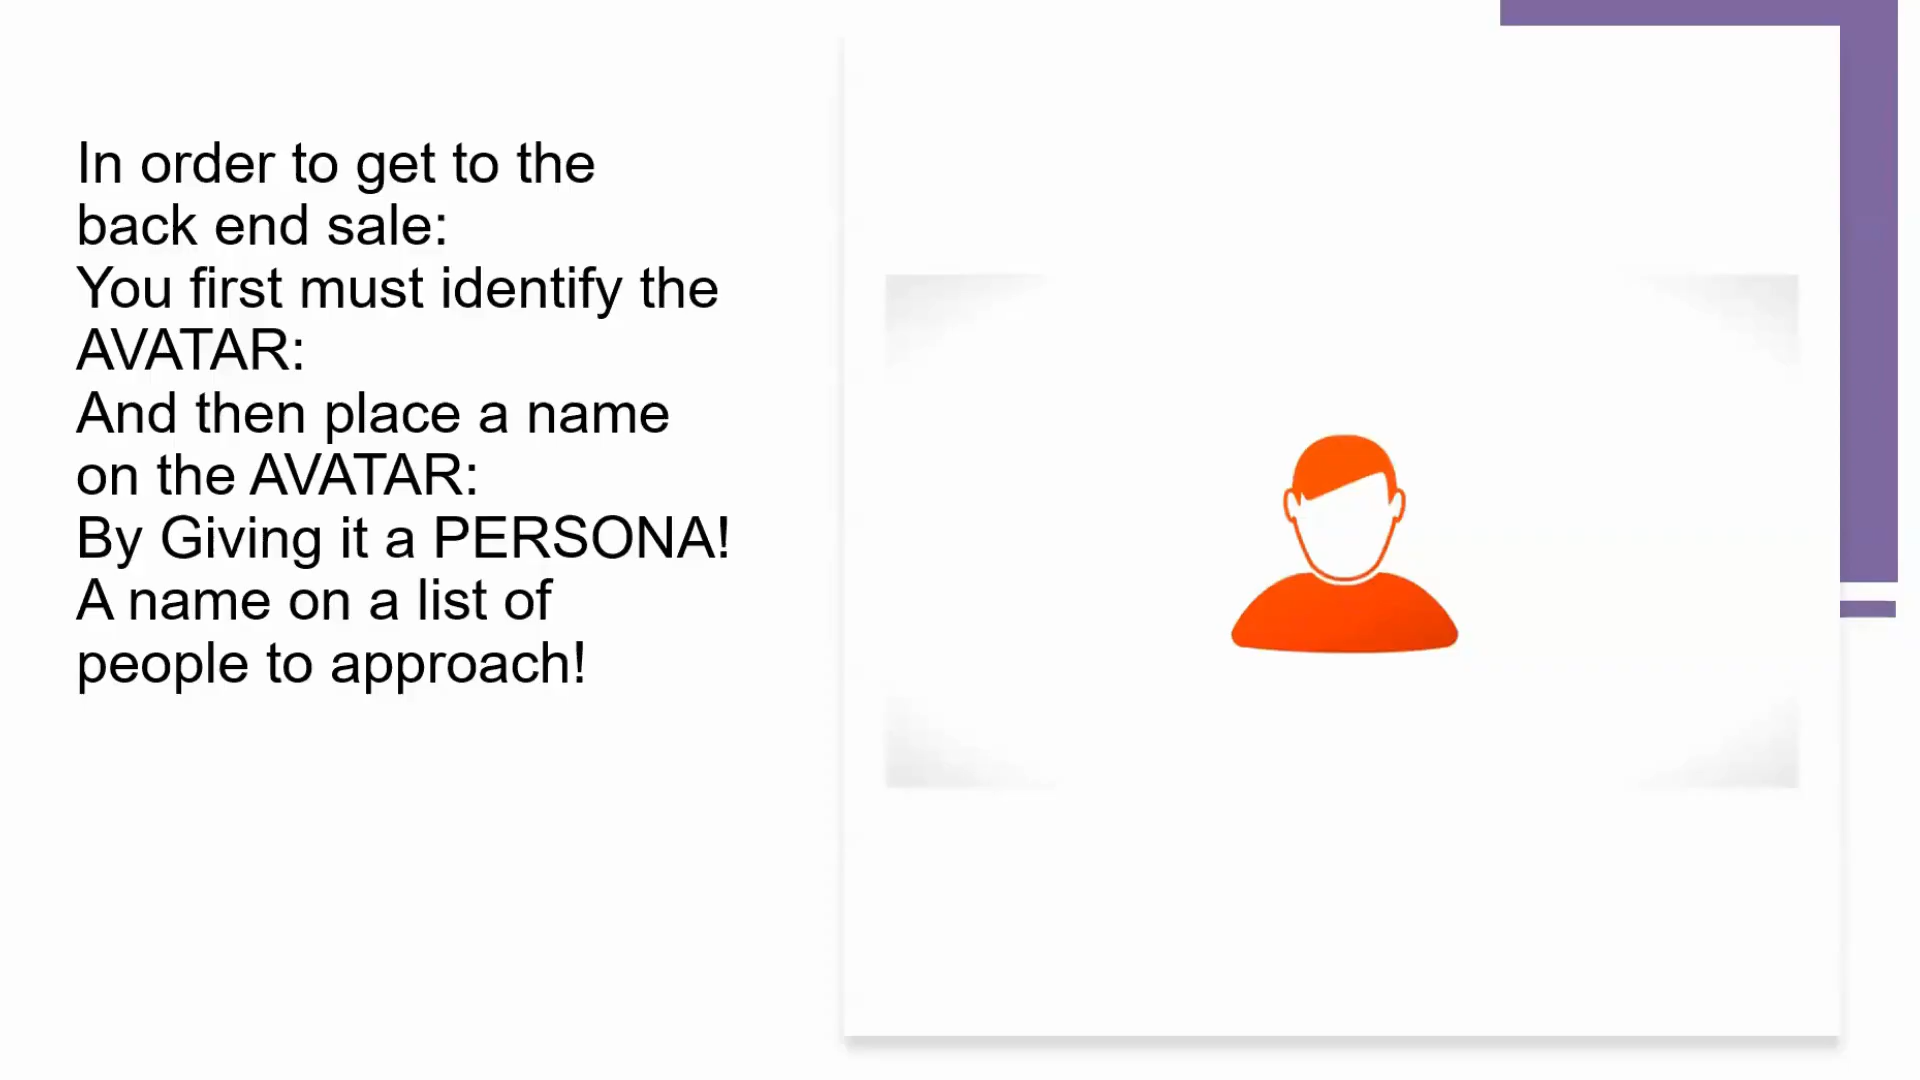 In order to get to the
back end sale:
You first must identify the
AVATAR:
And then place a name
on the AVATAR:
By Giving it a PERSONA!
A name on a list of
people to approach!